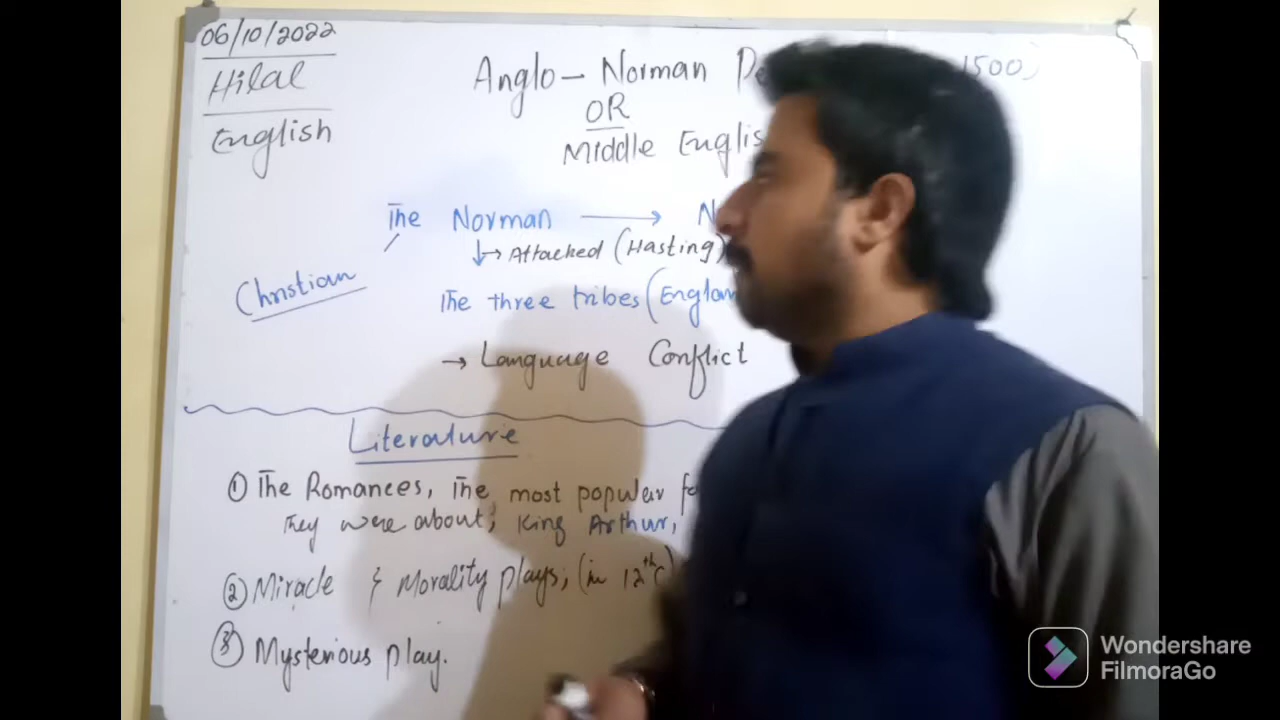 06/10/2022
Hilal
English
Anglo - Norman Pe 1500)
OR
Middle Englis
The Norman → N
↓→ Attacked (Hasting)
Christian
The three tribes (Englan
→ Language Conflict
Literature
① The Romances, The most popular fo
They were about; King Arthur,
② Miracle & Morality plays, (in 12th C)
③ Mysterious play.
Wondershare
FilmoraGo